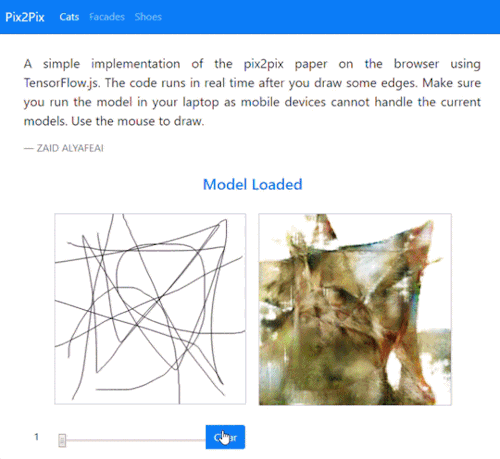 Pix2Pix Cats Facades Shoes
A simple implementation of the pix2pix paper on the browser using
TensorFlow.js. The code runs in real time after you draw some edges. Make sure
you run the model in your laptop as mobile devices cannot handle the current
models. Use the mouse to draw.
— ZAID ALYAFEAI
Model Loaded
1